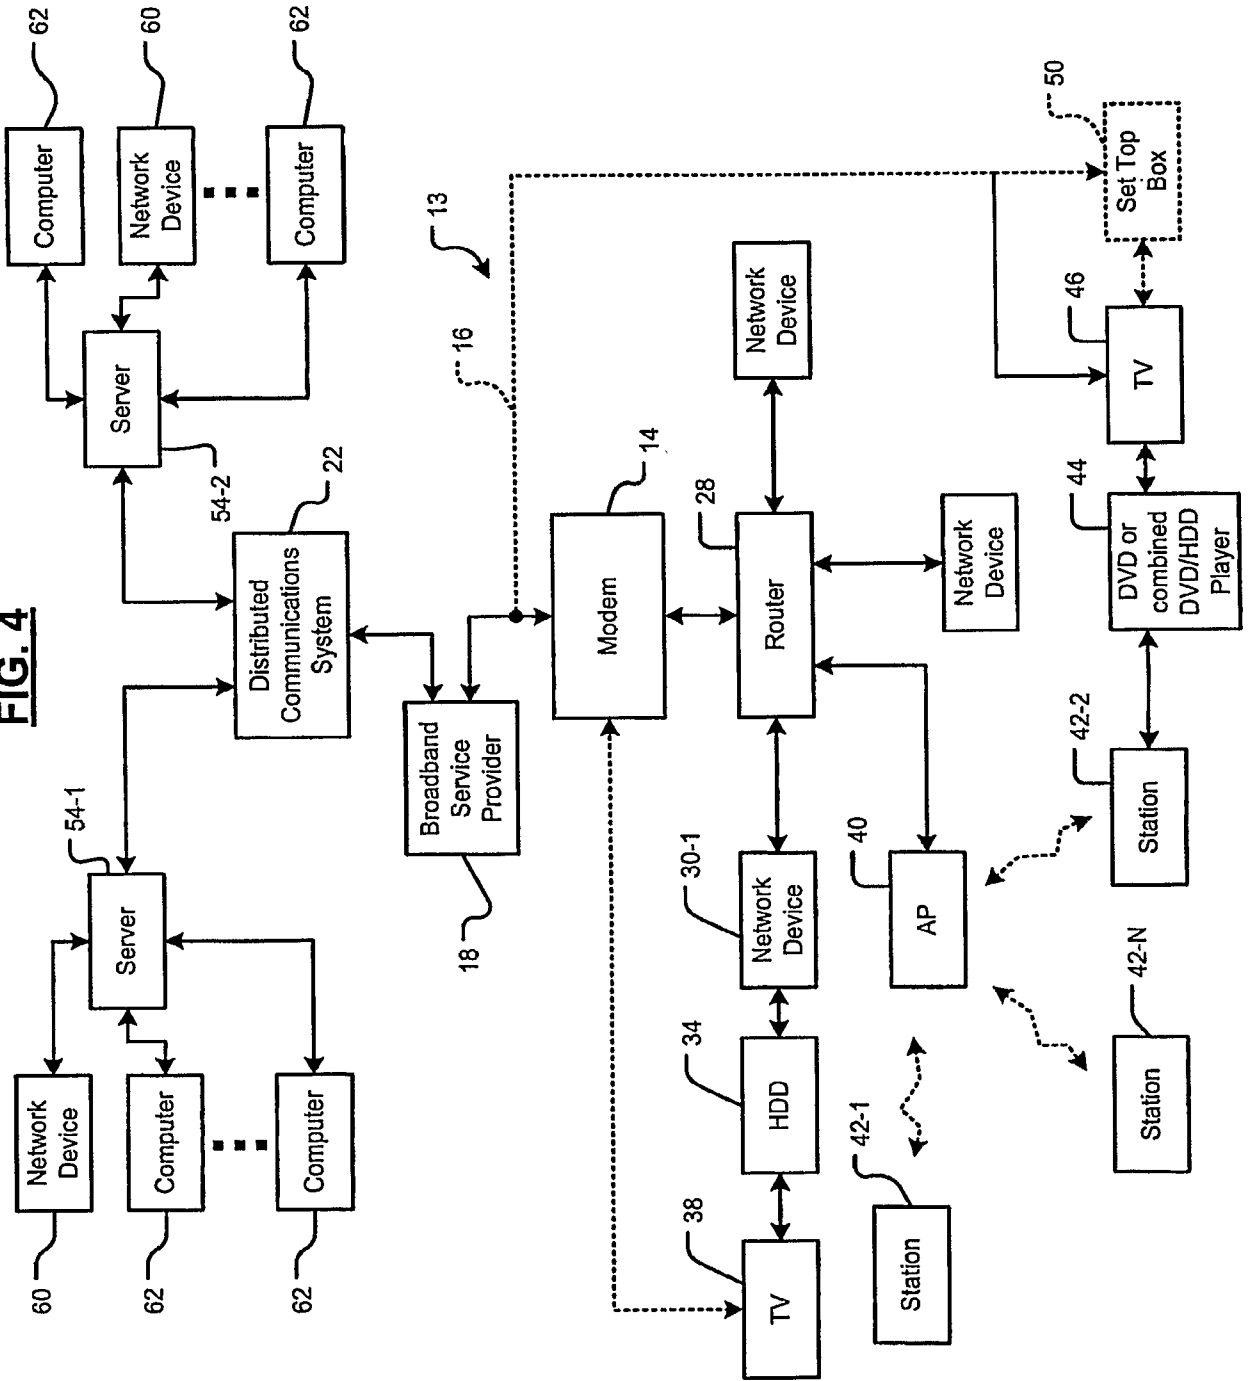 FIG. 4
60
Network
Device
62
Computer
62
Computer
Server
54-1
Distributed
Communications
System
22
Server
54-2
Computer
62
Network
Device
60
Computer
62
Broadband
Service
Provider
18
16
13
Modem
14
TV
38
HDD
34
Network
Device
30-1
Router
28
Network
Device
Network
Device
AP
40
Station
42-1
Station
42-N
Station
42-2
DVD or
combined
DVD/HDD
Player
44
TV
46
Set Top
Box
50